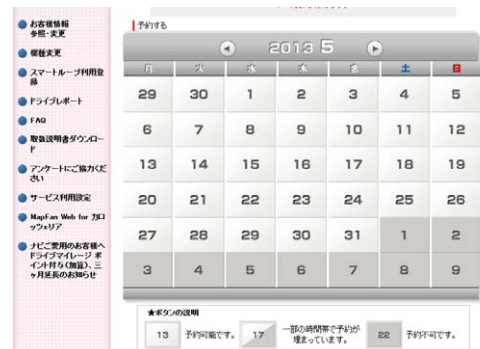 お客様情報
参照・変更
機種変更
スマートループ利用登
録
ドライブレポート
FAQ
取扱説明書ダウンロー
ド
アンケートにご協力くだ
さい
サービス利用設定
MapFan Web for カロ
ッツェリア
ナビご愛用のお客様へ
ドライブマイレージ ポ
イント付与(加算)、三
ヶ月延長のお知らせ
予約する
2013 5
月 火 水 木 金 土 日
29 30 1 2 3 4 5
6 7 8 9 10 11 12
13 14 15 16 17 18 19
20 21 22 23 24 25 26
27 28 29 30 31 1 2
3 4 5 6 7 8 9
★ボタンの説明
13 予約可能です。 17 一部の時間帯で予約が
埋まっています。 22 予約不可です。